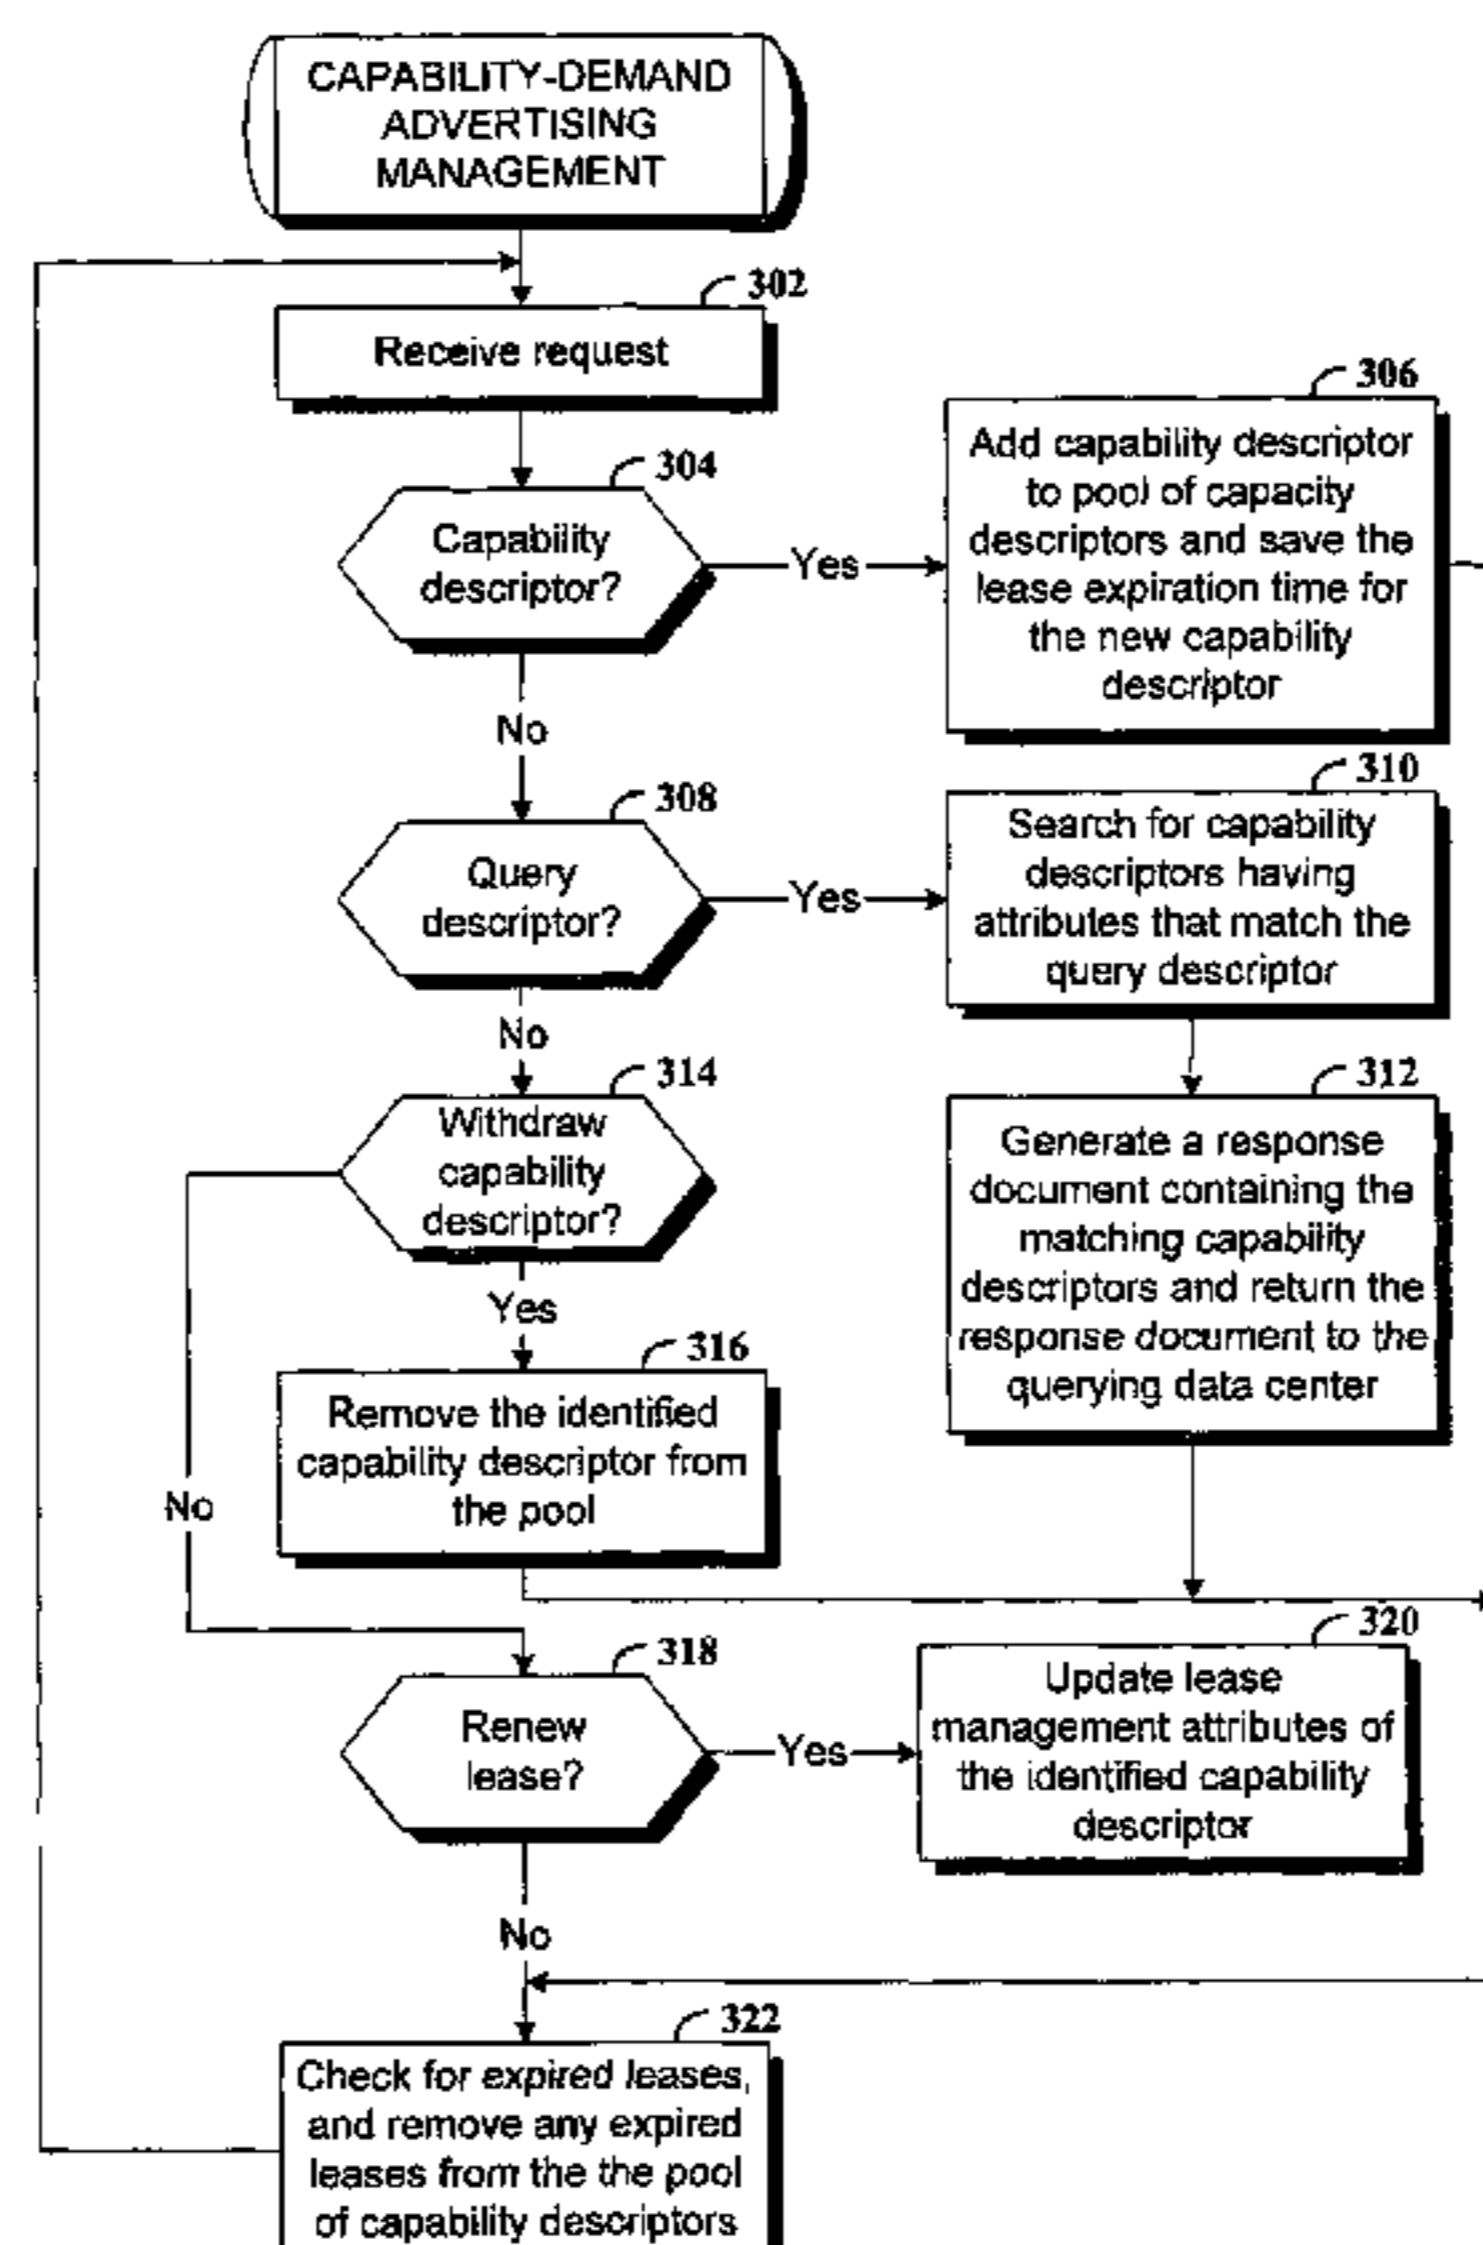 CAPABILITY-DEMAND
ADVERTISING
MANAGEMENT
302
Receive request
304
Capability
descriptor?
Yes
306
Add capability descriptor
to pool of capacity
descriptors and save the
lease expiration time for
the new capability
descriptor
No
308
Query
descriptor?
Yes
310
Search for capability
descriptors having
attributes that match the
query descriptor
No
312
Generate a response
document containing the
matching capability
descriptors and return the
response document to the
querying data center
314
Withdraw
capability
descriptor?
Yes
316
Remove the identified
capability descriptor from
the pool
No
318
Renew
lease?
Yes
320
Update lease
management attributes of
the identified capability
descriptor
No
322
Check for expired leases,
and remove any expired
leases from the the pool
of capability descriptors